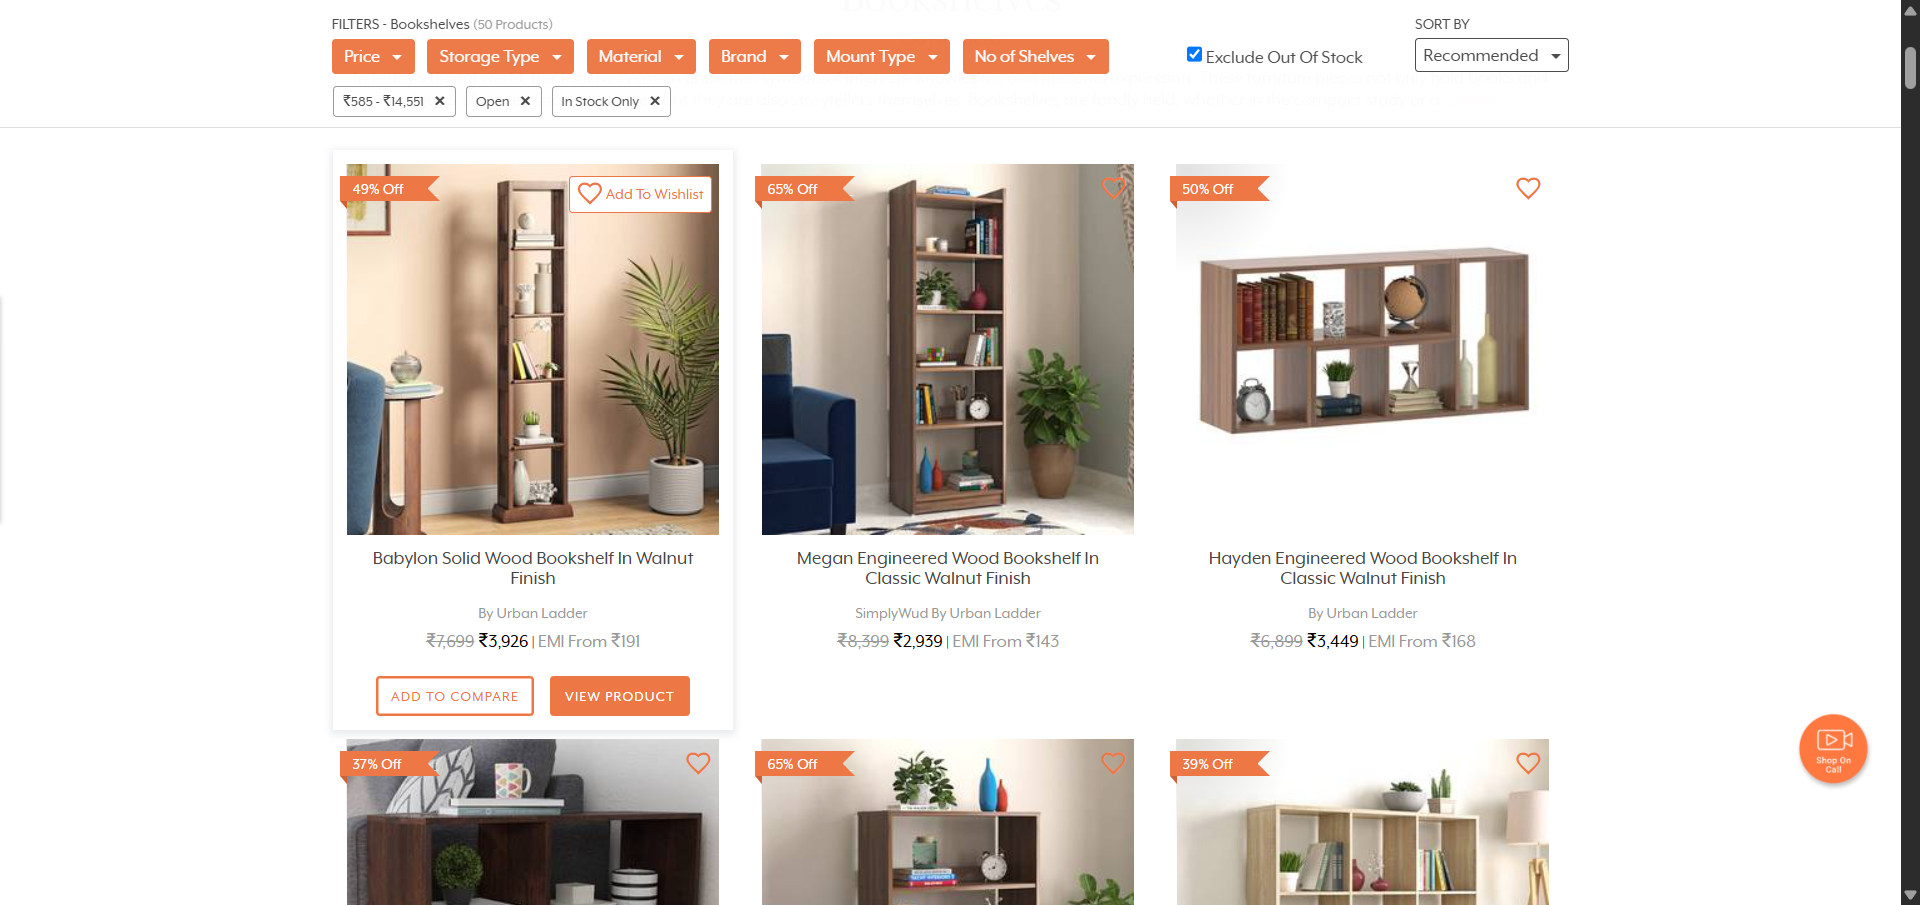 FILTERS - Bookshelves (50 Products)
SORT BY
Price
Storage Type
Material
Brand
Mount Type
No of Shelves
Exclude Out Of Stock
Recommended
₹585 - ₹14,551 ✕
Open ✕
In Stock Only ✕
49% Off
Add To Wishlist
65% Off
50% Off
Babylon Solid Wood Bookshelf In Walnut
Finish
By Urban Ladder
₹7,699 ₹3,926 | EMI From ₹191
ADD TO COMPARE
VIEW PRODUCT
Megan Engineered Wood Bookshelf In
Classic Walnut Finish
SimplyWud By Urban Ladder
₹8,399 ₹2,939 | EMI From ₹143
Hayden Engineered Wood Bookshelf In
Classic Walnut Finish
By Urban Ladder
₹6,899 ₹3,449 | EMI From ₹168
Shop On
Call
37% Off
65% Off
39% Off